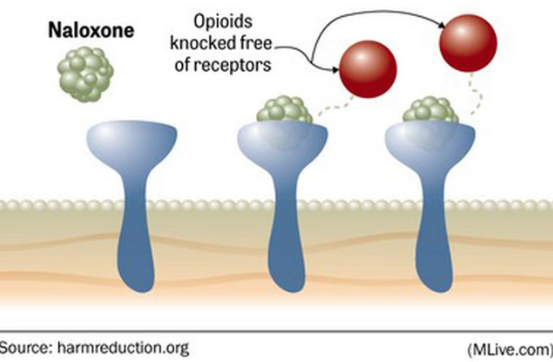 Naloxone
Opioids
knocked free
of receptors
Source: harmreduction.org
(MLive.com)